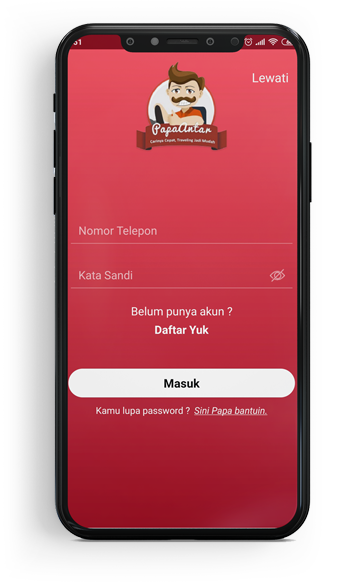 51
Lewati
PapaAntar
Carinya Cepat, Traveling Jadi Mudah
Nomor Telepon
Kata Sandi
Belum punya akun ?
Daftar Yuk
Masuk
Kamu lupa password ? Sini Papa bantuin.